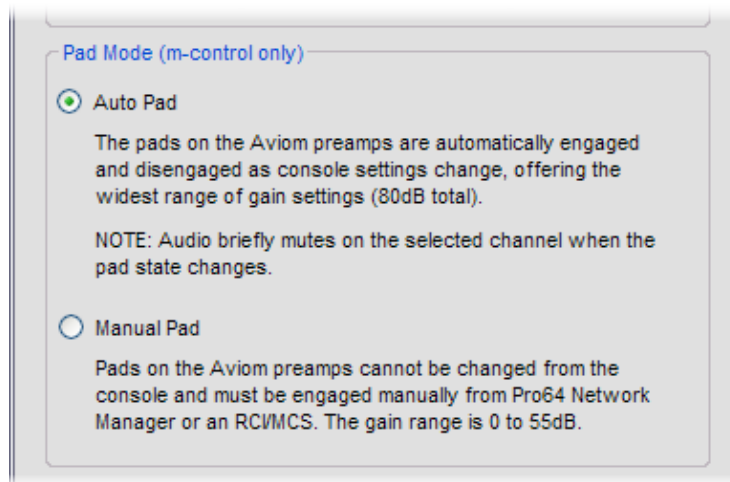 Pad Mode (m-control only)
Auto Pad
The pads on the Aviom preamps are automatically engaged
and disengaged as console settings change, offering the
widest range of gain settings (80dB total).
NOTE: Audio briefly mutes on the selected channel when the
pad state changes.
Manual Pad
Pads on the Aviom preamps cannot be changed from the
console and must be engaged manually from Pro64 Network
Manager or an RCI/MCS. The gain range is 0 to 55dB.